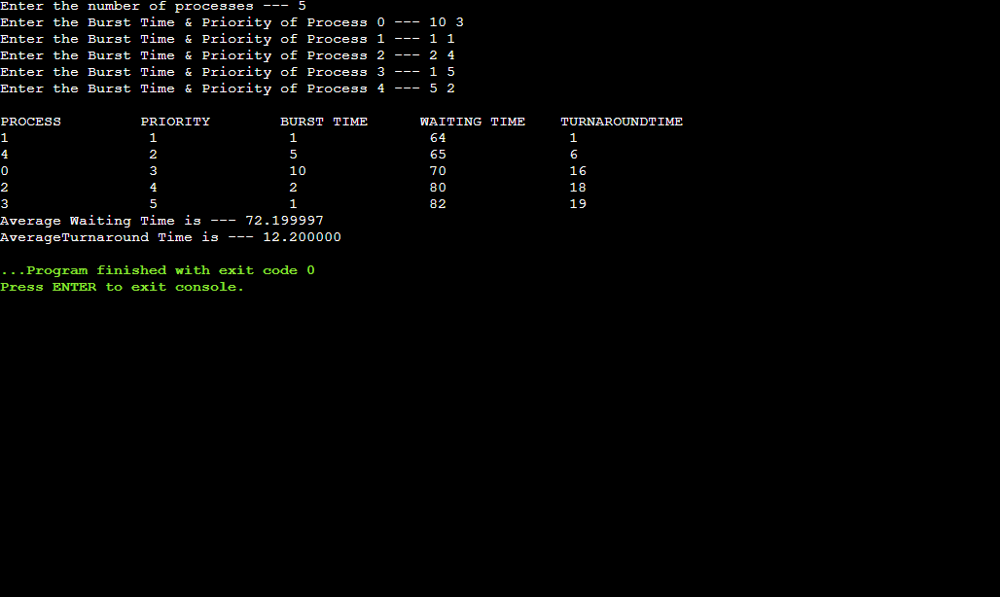 Enter the number of processes --- 5
Enter the Burst Time & Priority of Process 0 --- 10 3
Enter the Burst Time & Priority of Process 1 --- 1 1
Enter the Burst Time & Priority of Process 2 --- 2 4
Enter the Burst Time & Priority of Process 3 --- 1 5
Enter the Burst Time & Priority of Process 4 --- 5 2
PROCESS PRIORITY BURST TIME WAITING TIME TURNAROUNDTIME
1 1 1 64 1
4 2 5 65 6
0 3 10 70 16
2 4 2 80 18
3 5 1 82 19
Average Waiting Time is --- 72.199997
AverageTurnaround Time is --- 12.200000
...Program finished with exit code 0
Press ENTER to exit console.